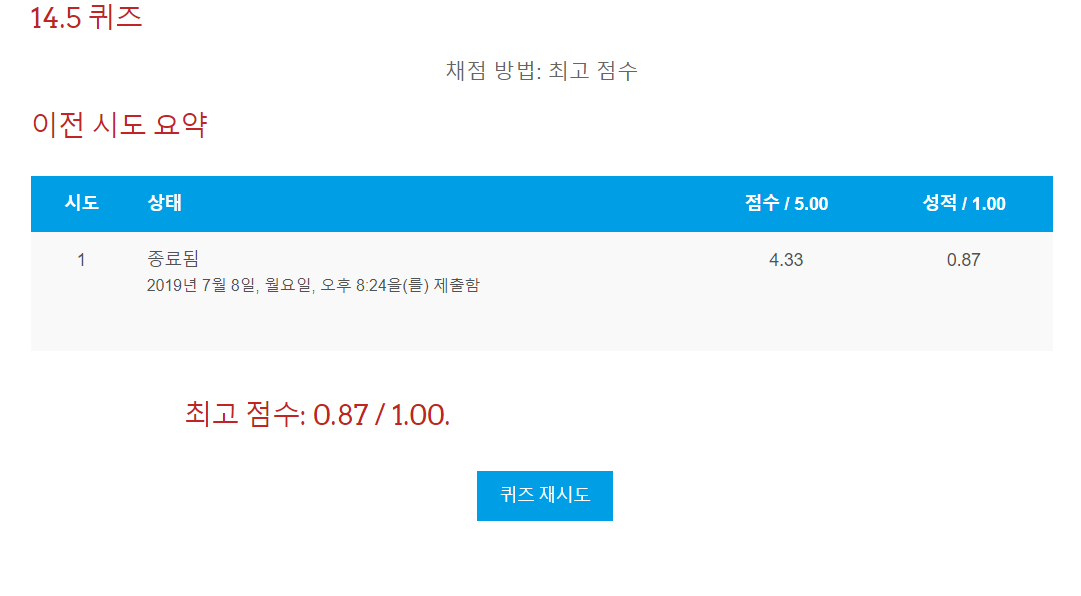 14.5 퀴즈
채점 방법: 최고 점수
이전 시도 요약
시도 상태 점수 / 5.00 성적 / 1.00
1 종료됨 4.33 0.87
2019년 7월 8일, 월요일, 오후 8:24을(를) 제출함
최고 점수: 0.87 / 1.00.
퀴즈 재시도